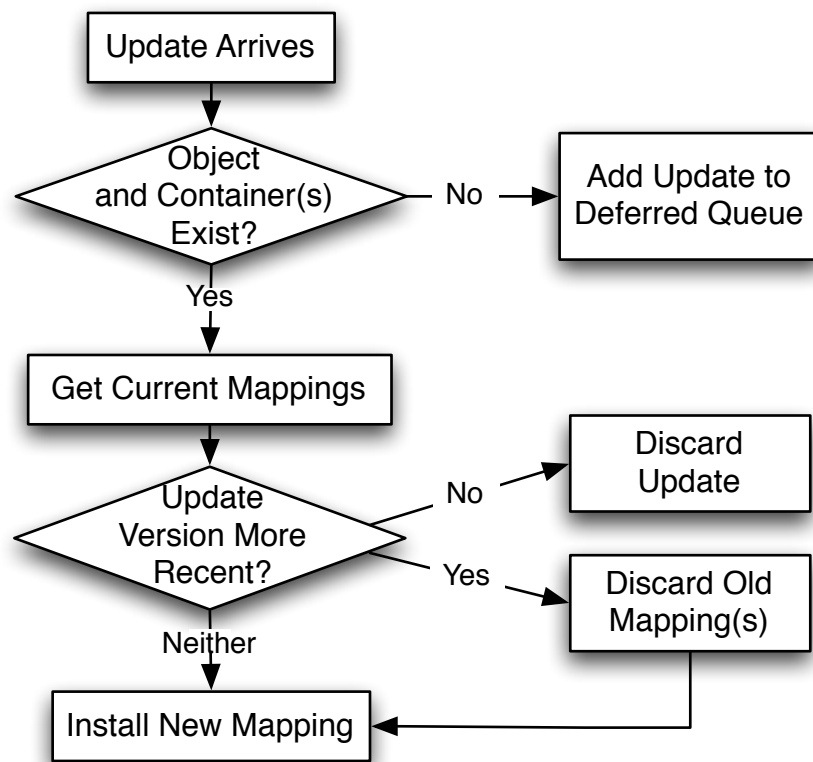 Update Arrives
Object
and Container(s)
Exist?
No
Add Update to
Deferred Queue
Yes
Get Current Mappings
Update
Version More
Recent?
No
Discard
Update
Yes
Discard Old
Mapping(s)
Neither
Install New Mapping